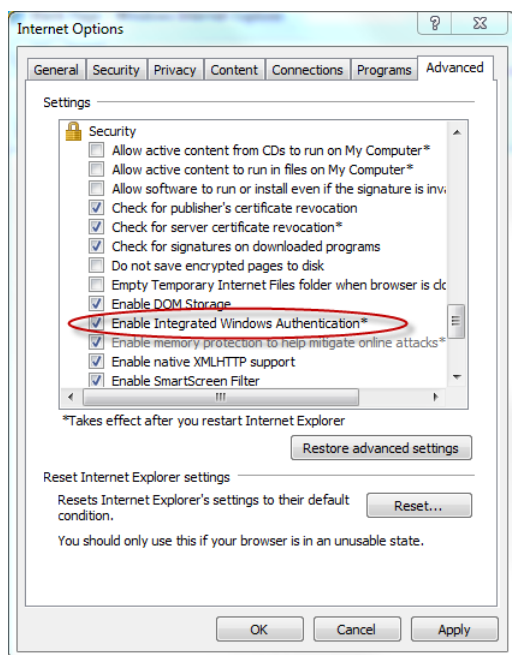 Internet Options
General Security Privacy Content Connections Programs Advanced
Settings
Security
Allow active content from CDs to run on My Computer*
Allow active content to run in files on My Computer*
Allow software to run or install even if the signature is inva
Check for publisher's certificate revocation
Check for server certificate revocation*
Check for signatures on downloaded programs
Do not save encrypted pages to disk
Empty Temporary Internet Files folder when browser is clo
Enable DOM Storage
Enable Integrated Windows Authentication*
Enable memory protection to help mitigate online attacks*
Enable native XMLHTTP support
Enable SmartScreen Filter
*Takes effect after you restart Internet Explorer
Restore advanced settings
Reset Internet Explorer settings
Resets Internet Explorer's settings to their default
condition.
Reset...
You should only use this if your browser is in an unusable state.
OK Cancel Apply